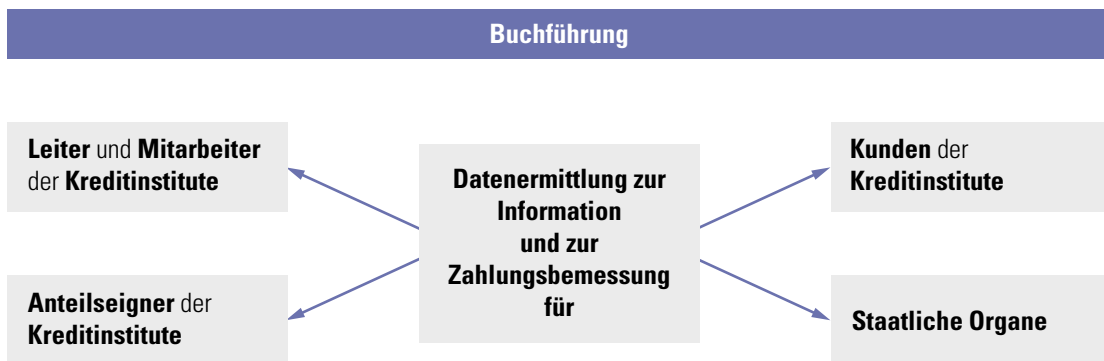 Buchführung
Leiter und Mitarbeiter
der Kreditinstitute
Anteilseigner der
Kreditinstitute
Datenermittlung zur
Information
und zur
Zahlungsbemessung
für
Kunden der
Kreditinstitute
Staatliche Organe